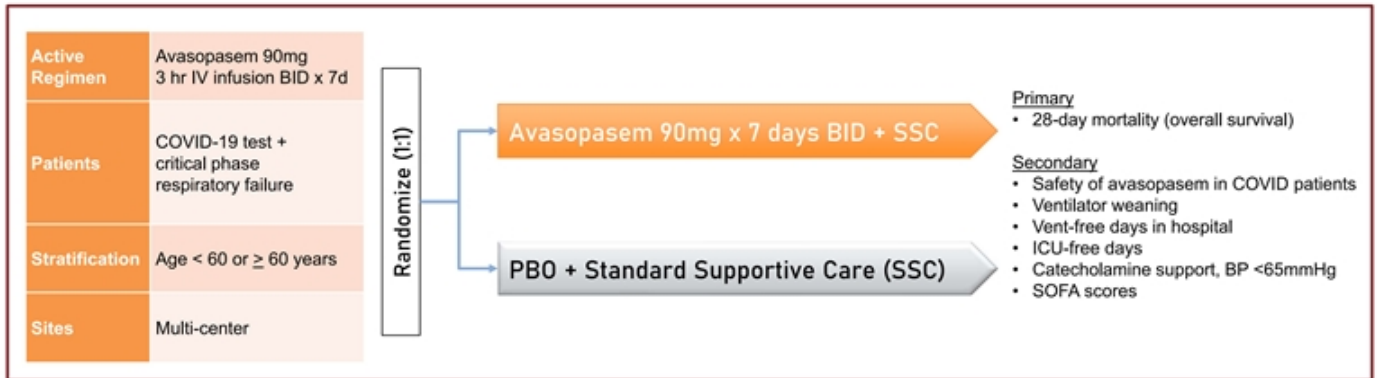 Active
Regimen
Avasopasem 90mg
3 hr IV infusion BID x 7d
Patients
COVID-19 test +
critical phase
respiratory failure
Stratification
Age < 60 or ≥ 60 years
Sites
Multi-center
Randomize (1:1)
Avasopasem 90mg x 7 days BID + SSC
PBO + Standard Supportive Care (SSC)
Primary
• 28-day mortality (overall survival)
Secondary
• Safety of avasopasem in COVID patients
• Ventilator weaning
• Vent-free days in hospital
• ICU-free days
• Catecholamine support, BP <65mmHg
• SOFA scores